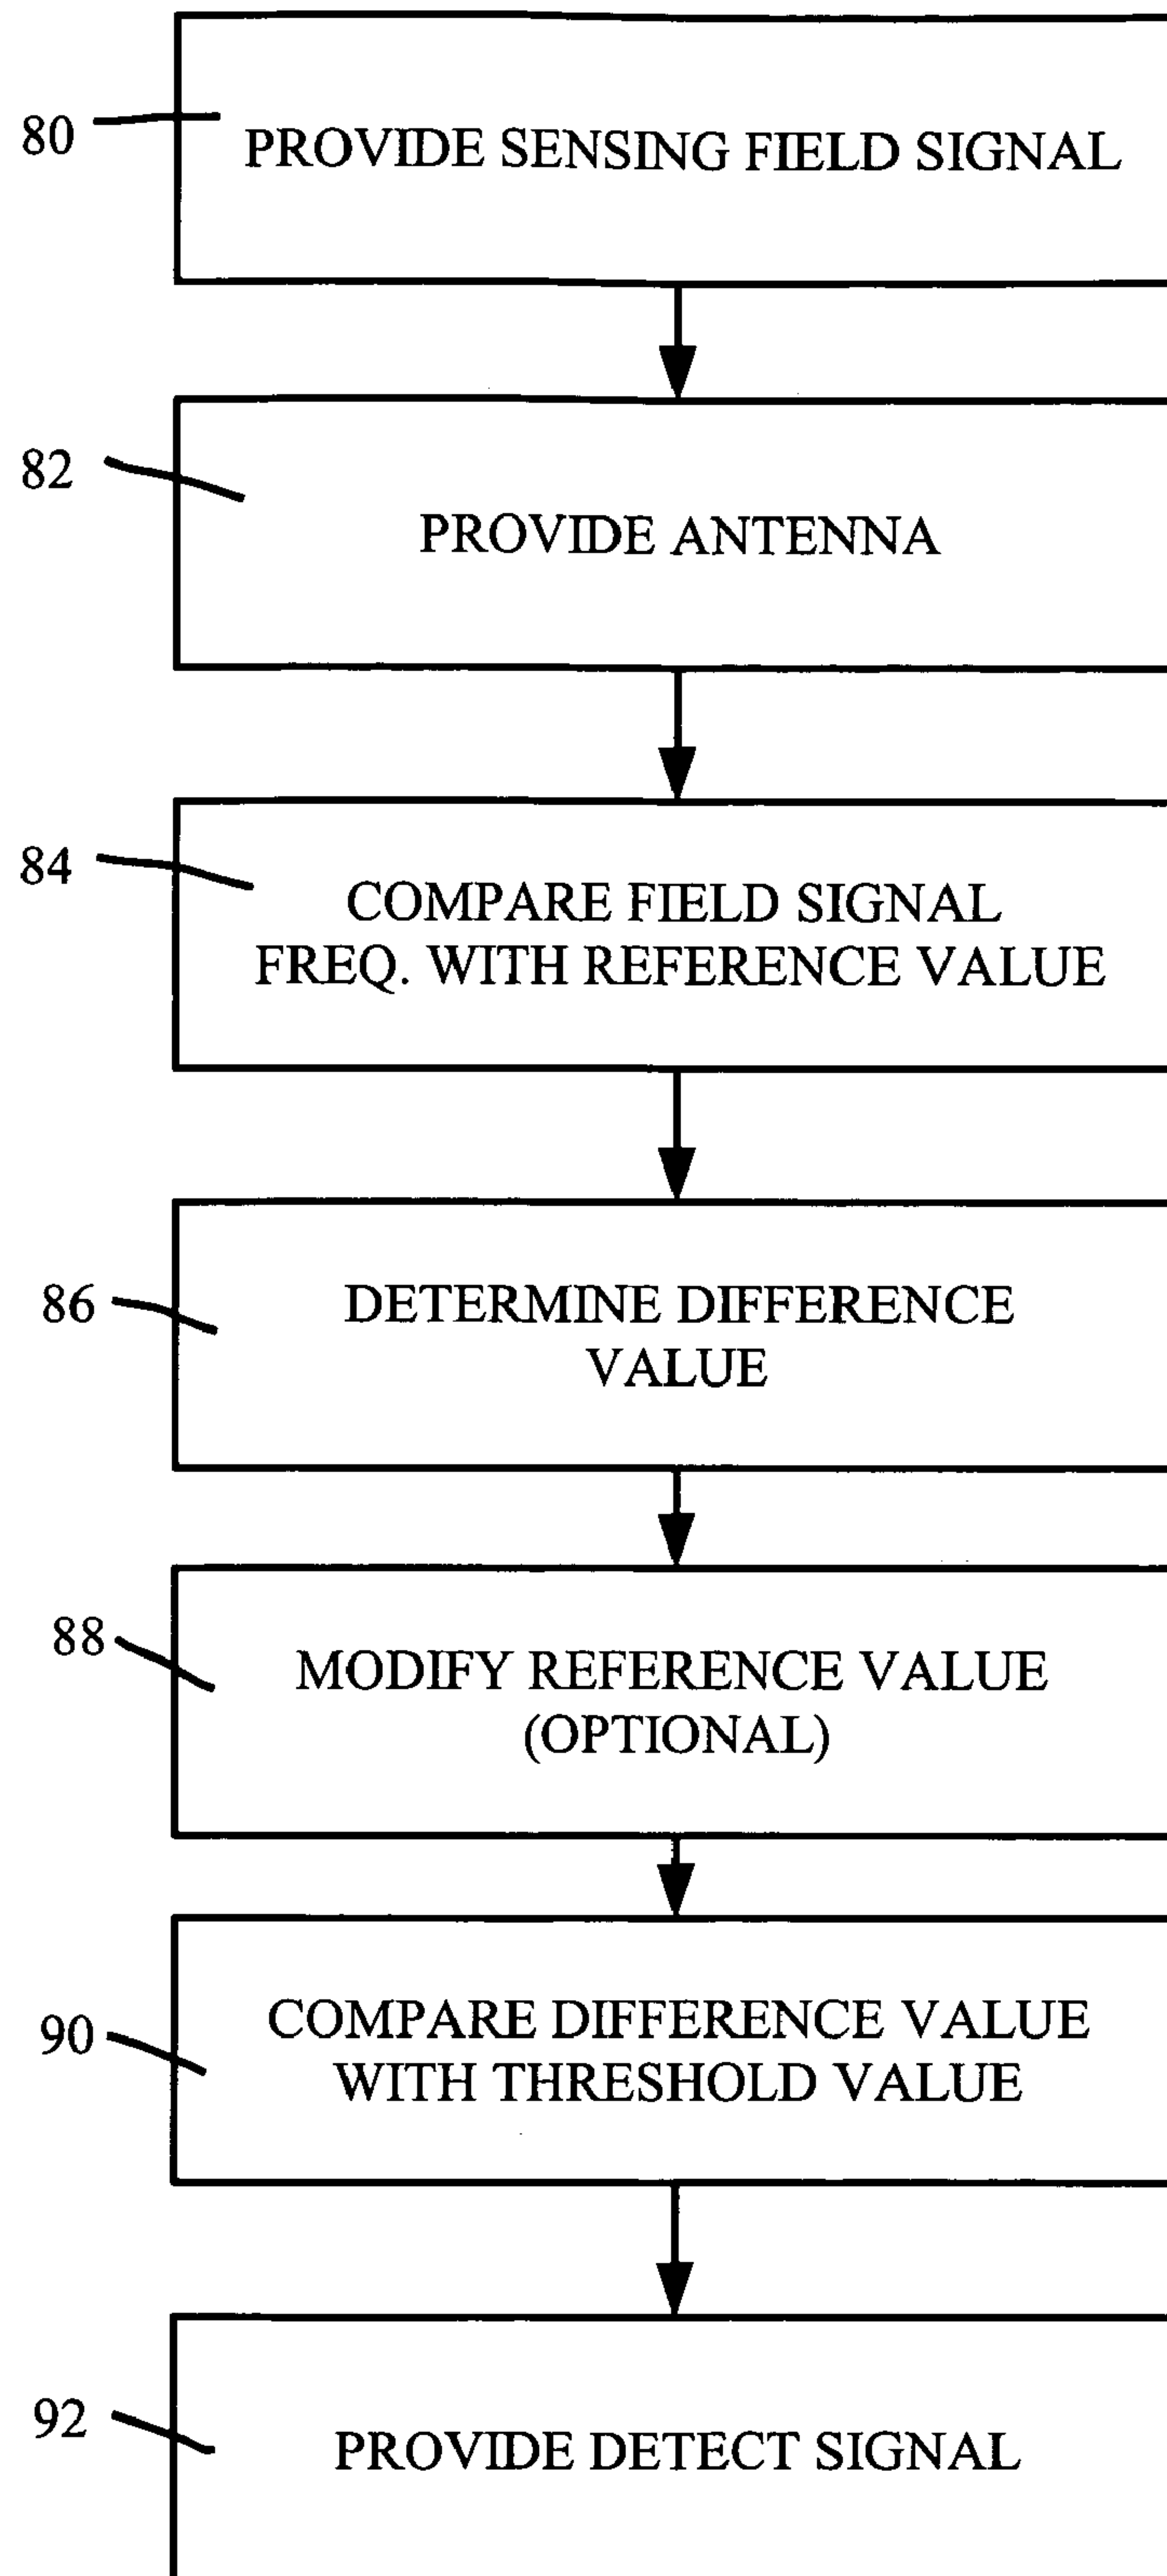 80
PROVIDE SENSING FIELD SIGNAL
82
PROVIDE ANTENNA
84
COMPARE FIELD SIGNAL
FREQ. WITH REFERENCE VALUE
86
DETERMINE DIFFERENCE
VALUE
88
MODIFY REFERENCE VALUE
(OPTIONAL)
90
COMPARE DIFFERENCE VALUE
WITH THRESHOLD VALUE
92
PROVIDE DETECT SIGNAL